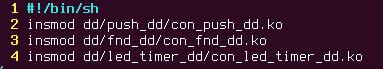 1 #!/bin/sh
2 insmod dd/push_dd/con_push_dd.ko
3 insmod dd/fnd_dd/con_fnd_dd.ko
4 insmod dd/led_timer_dd/con_led_timer_dd.ko